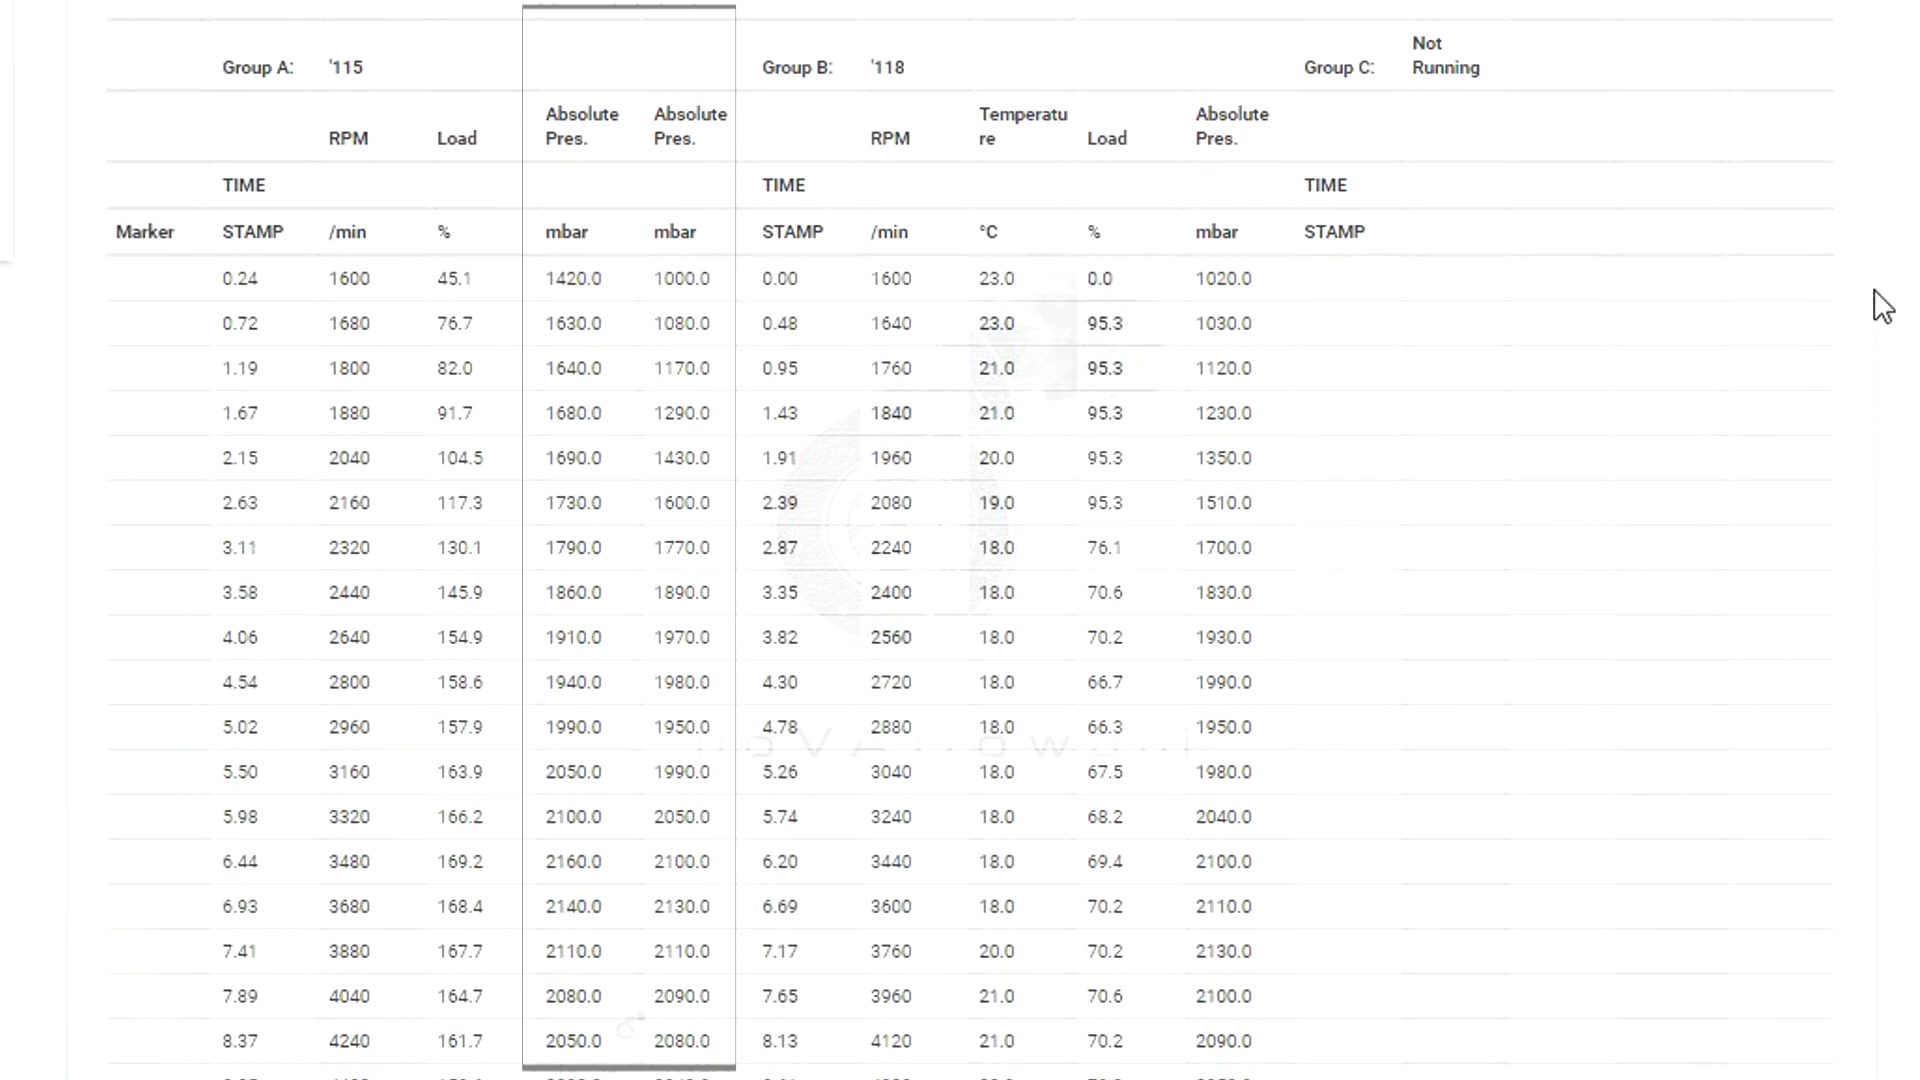 Group A: '115 Group B: '118 Group C: Not Running
RPM Load Absolute Pres. Absolute Pres. RPM Temperatu re Load Absolute Pres.
TIME TIME TIME
Marker STAMP /min % mbar mbar STAMP /min °C % mbar STAMP
0.24 1600 45.1 1420.0 1000.0 0.00 1600 23.0 0.0 1020.0
0.72 1680 76.7 1630.0 1080.0 0.48 1640 23.0 95.3 1030.0
1.19 1800 82.0 1640.0 1170.0 0.95 1760 21.0 95.3 1120.0
1.67 1880 91.7 1680.0 1290.0 1.43 1840 21.0 95.3 1230.0
2.15 2040 104.5 1690.0 1430.0 1.91 1960 20.0 95.3 1350.0
2.63 2160 117.3 1730.0 1600.0 2.39 2080 19.0 95.3 1510.0
3.11 2320 130.1 1790.0 1770.0 2.87 2240 18.0 76.1 1700.0
3.58 2440 145.9 1860.0 1890.0 3.35 2400 18.0 70.6 1830.0
4.06 2640 154.9 1910.0 1970.0 3.82 2560 18.0 70.2 1930.0
4.54 2800 158.6 1940.0 1980.0 4.30 2720 18.0 66.7 1990.0
5.02 2960 157.9 1990.0 1950.0 4.78 2880 18.0 66.3 1950.0
5.50 3160 163.9 2050.0 1990.0 5.26 3040 18.0 67.5 1980.0
5.98 3320 166.2 2100.0 2050.0 5.74 3240 18.0 68.2 2040.0
6.44 3480 169.2 2160.0 2100.0 6.20 3440 18.0 69.4 2100.0
6.93 3680 168.4 2140.0 2130.0 6.69 3600 18.0 70.2 2110.0
7.41 3880 167.7 2110.0 2110.0 7.17 3760 20.0 70.2 2130.0
7.89 4040 164.7 2080.0 2090.0 7.65 3960 21.0 70.6 2100.0
8.37 4240 161.7 2050.0 2080.0 8.13 4120 21.0 70.2 2090.0